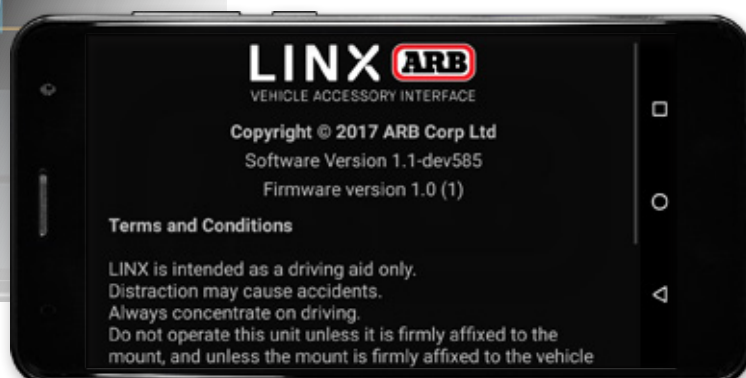 LINX ARB
VEHICLE ACCESSORY INTERFACE
Copyright © 2017 ARB Corp Ltd
Software Version 1.1-dev585
Firmware version 1.0 (1)
Terms and Conditions
LINX is intended as a driving aid only.
Distraction may cause accidents.
Always concentrate on driving.
Do not operate this unit unless it is firmly affixed to the
mount, and unless the mount is firmly affixed to the vehicle